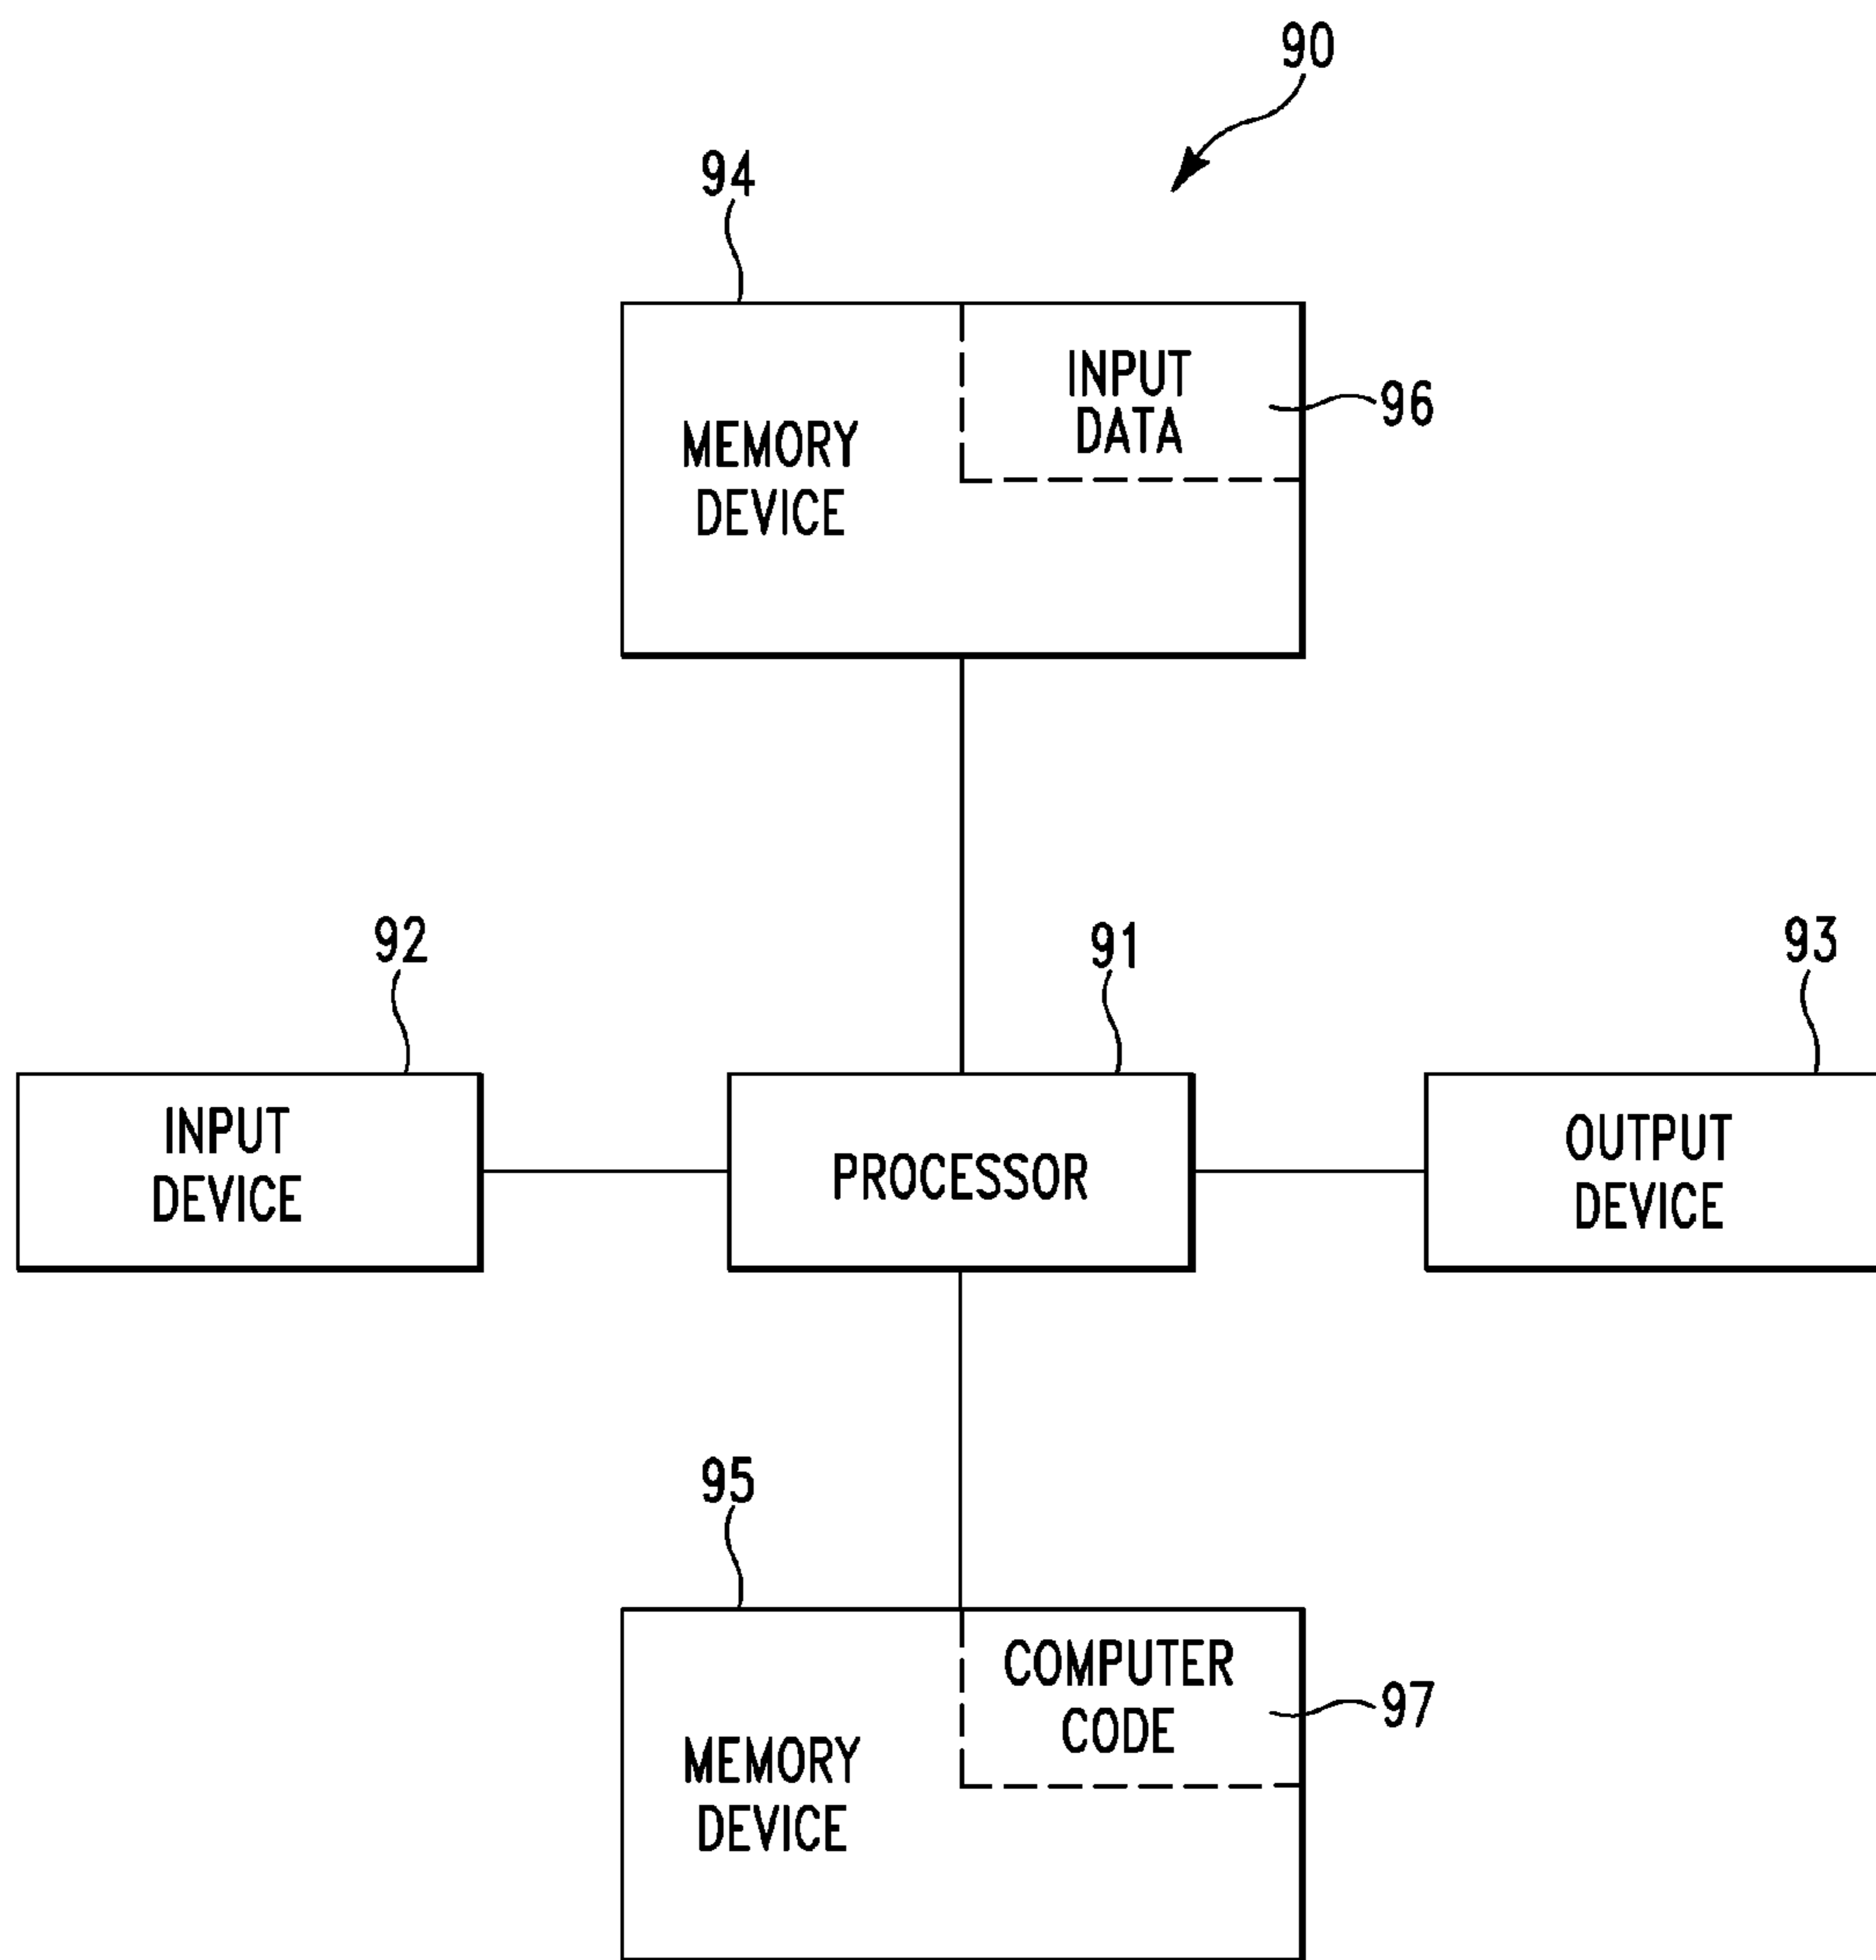 90
94
INPUT
DATA
96
MEMORY
DEVICE
92
91
93
INPUT
DEVICE
PROCESSOR
OUTPUT
DEVICE
95
COMPUTER
CODE
97
MEMORY
DEVICE